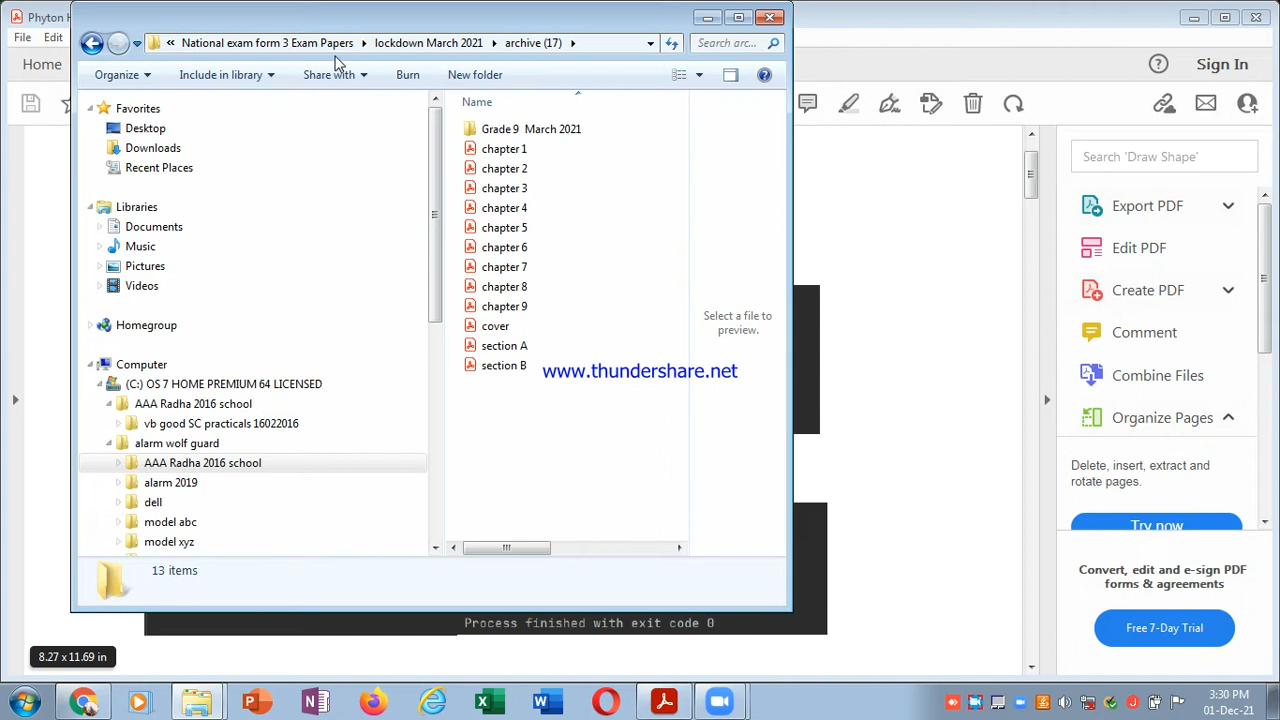 Phyton
File Edit
Home
Sign In
« National exam form 3 Exam Papers lockdown March 2021 archive (17)
Search arc...
Organize Include in library Share with Burn New folder
Favorites
Desktop
Downloads
Recent Places
Libraries
Documents
Music
Pictures
Videos
Homegroup
Computer
(C:) OS 7 HOME PREMIUM 64 LICENSED
AAA Radha 2016 school
vb good SC practicals 16022016
alarm wolf guard
AAA Radha 2016 school
alarm 2019
dell
model abc
model xyz
Name
Grade 9 March 2021
chapter 1
chapter 2
chapter 3
chapter 4
chapter 5
chapter 6
chapter 7
chapter 8
chapter 9
cover
section A
section B
Select a file to
preview.
www.thundershare.net
13 items
Search 'Draw Shape'
Export PDF
Edit PDF
Create PDF
Comment
Combine Files
Organize Pages
Delete, insert, extract and
rotate pages.
Try now
Convert, edit and e-sign PDF
forms & agreements
Free 7-Day Trial
Process finished with exit code 0
8.27 x 11.69 in
3:30 PM
01-Dec-21